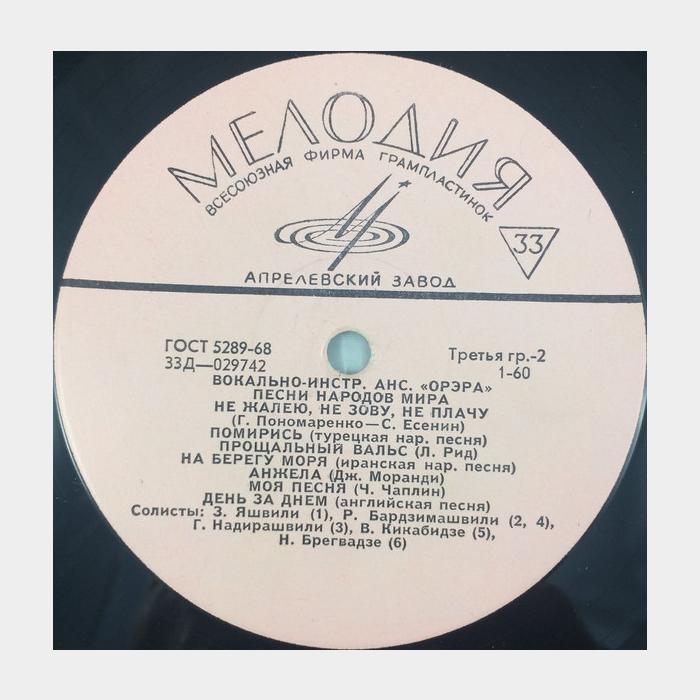 МЕЛОДИЯ
ВСЕСОЮЗНАЯ ФИРМА ГРАМПЛАСТИНОК
33
АПРЕЛЕВСКИЙ ЗАВОД
ГОСТ 5289-68
Третья гр.-2
33Д—029742
1-60
ВОКАЛЬНО-ИНСТР. АНС. «ОРЭРА»
ПЕСНИ НАРОДОВ МИРА
НЕ ЖАЛЕЮ, НЕ ЗОВУ, НЕ ПЛАЧУ
(Г. Пономаренко—С. Есенин)
ПОМИРИСЬ (турецкая нар. песня)
ПРОЩАЛЬНЫЙ ВАЛЬС (Л. Рид)
НА БЕРЕГУ МОРЯ (иранская нар. песня)
АНЖЕЛА (Дж. Моранди)
МОЯ ПЕСНЯ (Ч. Чаплин)
ДЕНЬ ЗА ДНЕМ (английская песня)
Солисты: З. Яшвили (1), Р. Бардзимашвили (2, 4),
Г. Надирашвили (3), В. Кикабидзе (5),
Н. Брегвадзе (6)